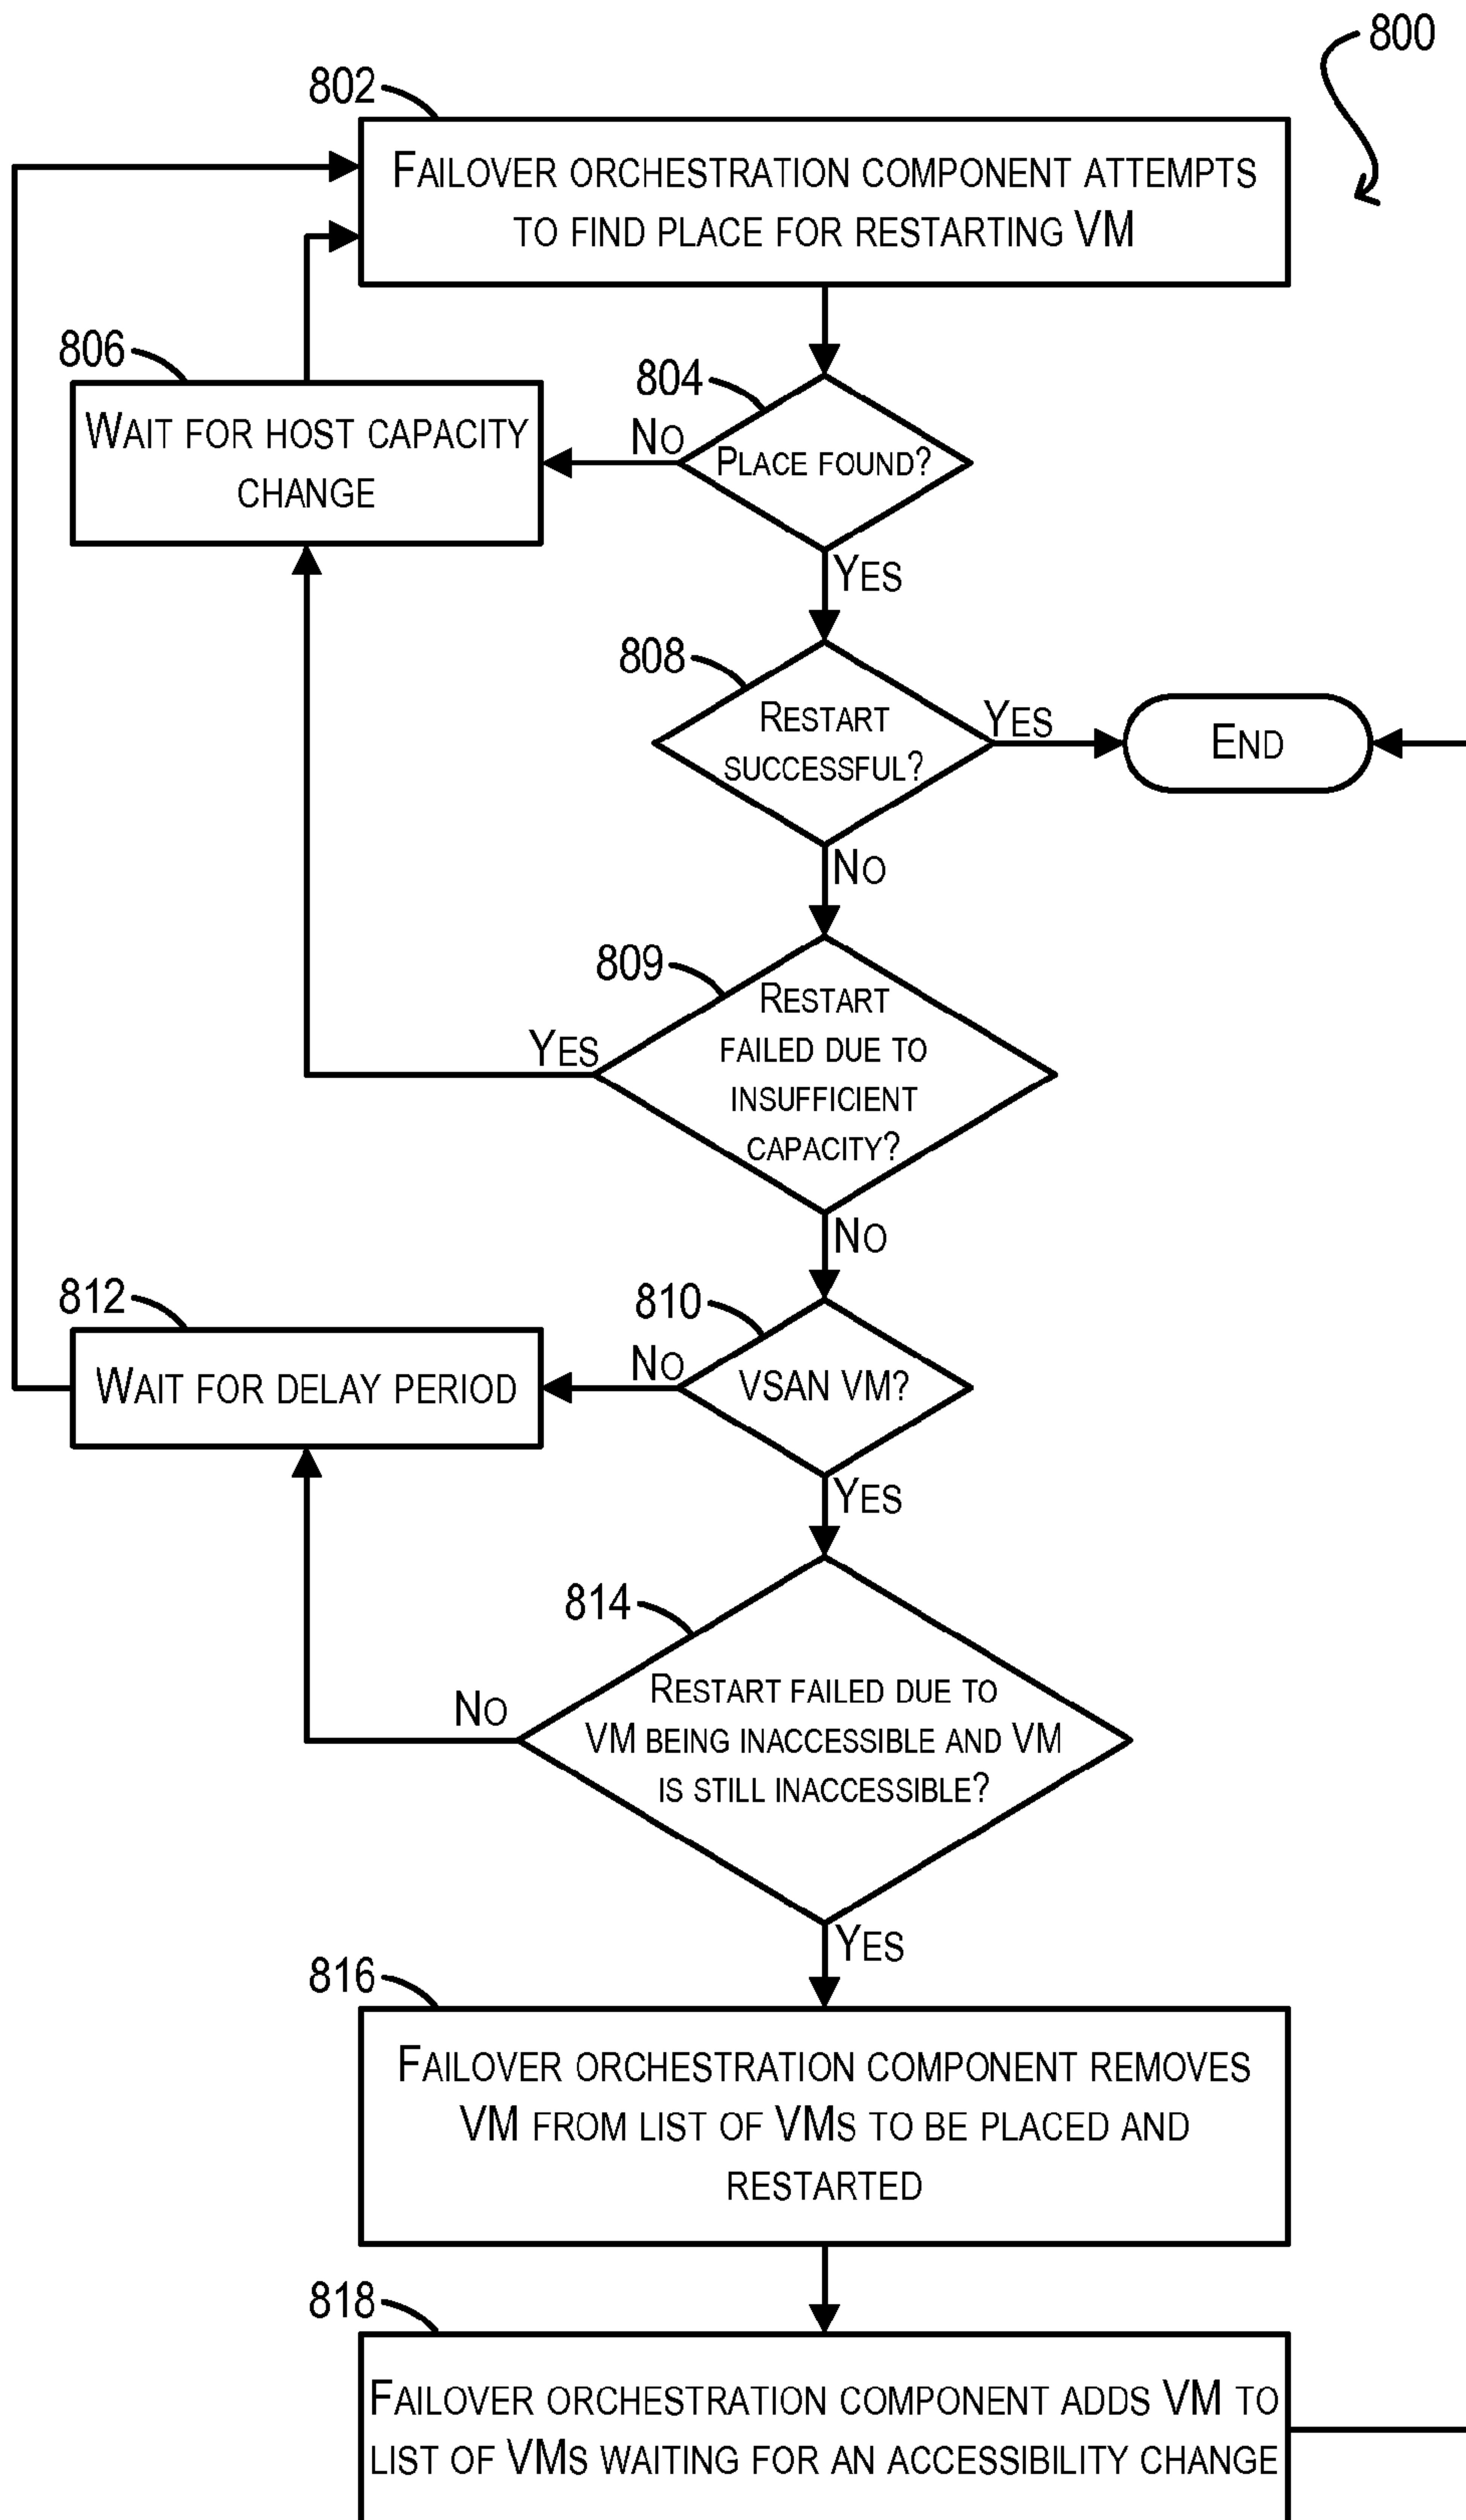 800
802
Failover orchestration component attempts
to find place for restarting VM
806
Wait for host capacity
change
804
No
Place found?
Yes
808
Restart
successful?
Yes
End
No
809
Restart
failed due to
insufficient
capacity?
Yes
No
812
Wait for delay period
810
No
VSAN VM?
Yes
814
Restart failed due to
VM being inaccessible and VM
is still inaccessible?
No
Yes
816
Failover orchestration component removes
VM from list of VMs to be placed and
restarted
818
Failover orchestration component adds VM to
list of VMs waiting for an accessibility change